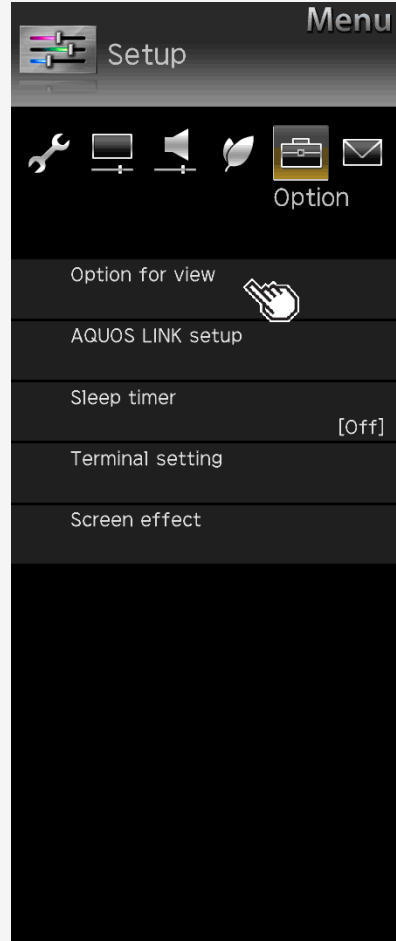 Menu
Setup
Option
Option for view
AQUOS LINK setup
Sleep timer
[Off]
Terminal setting
Screen effect